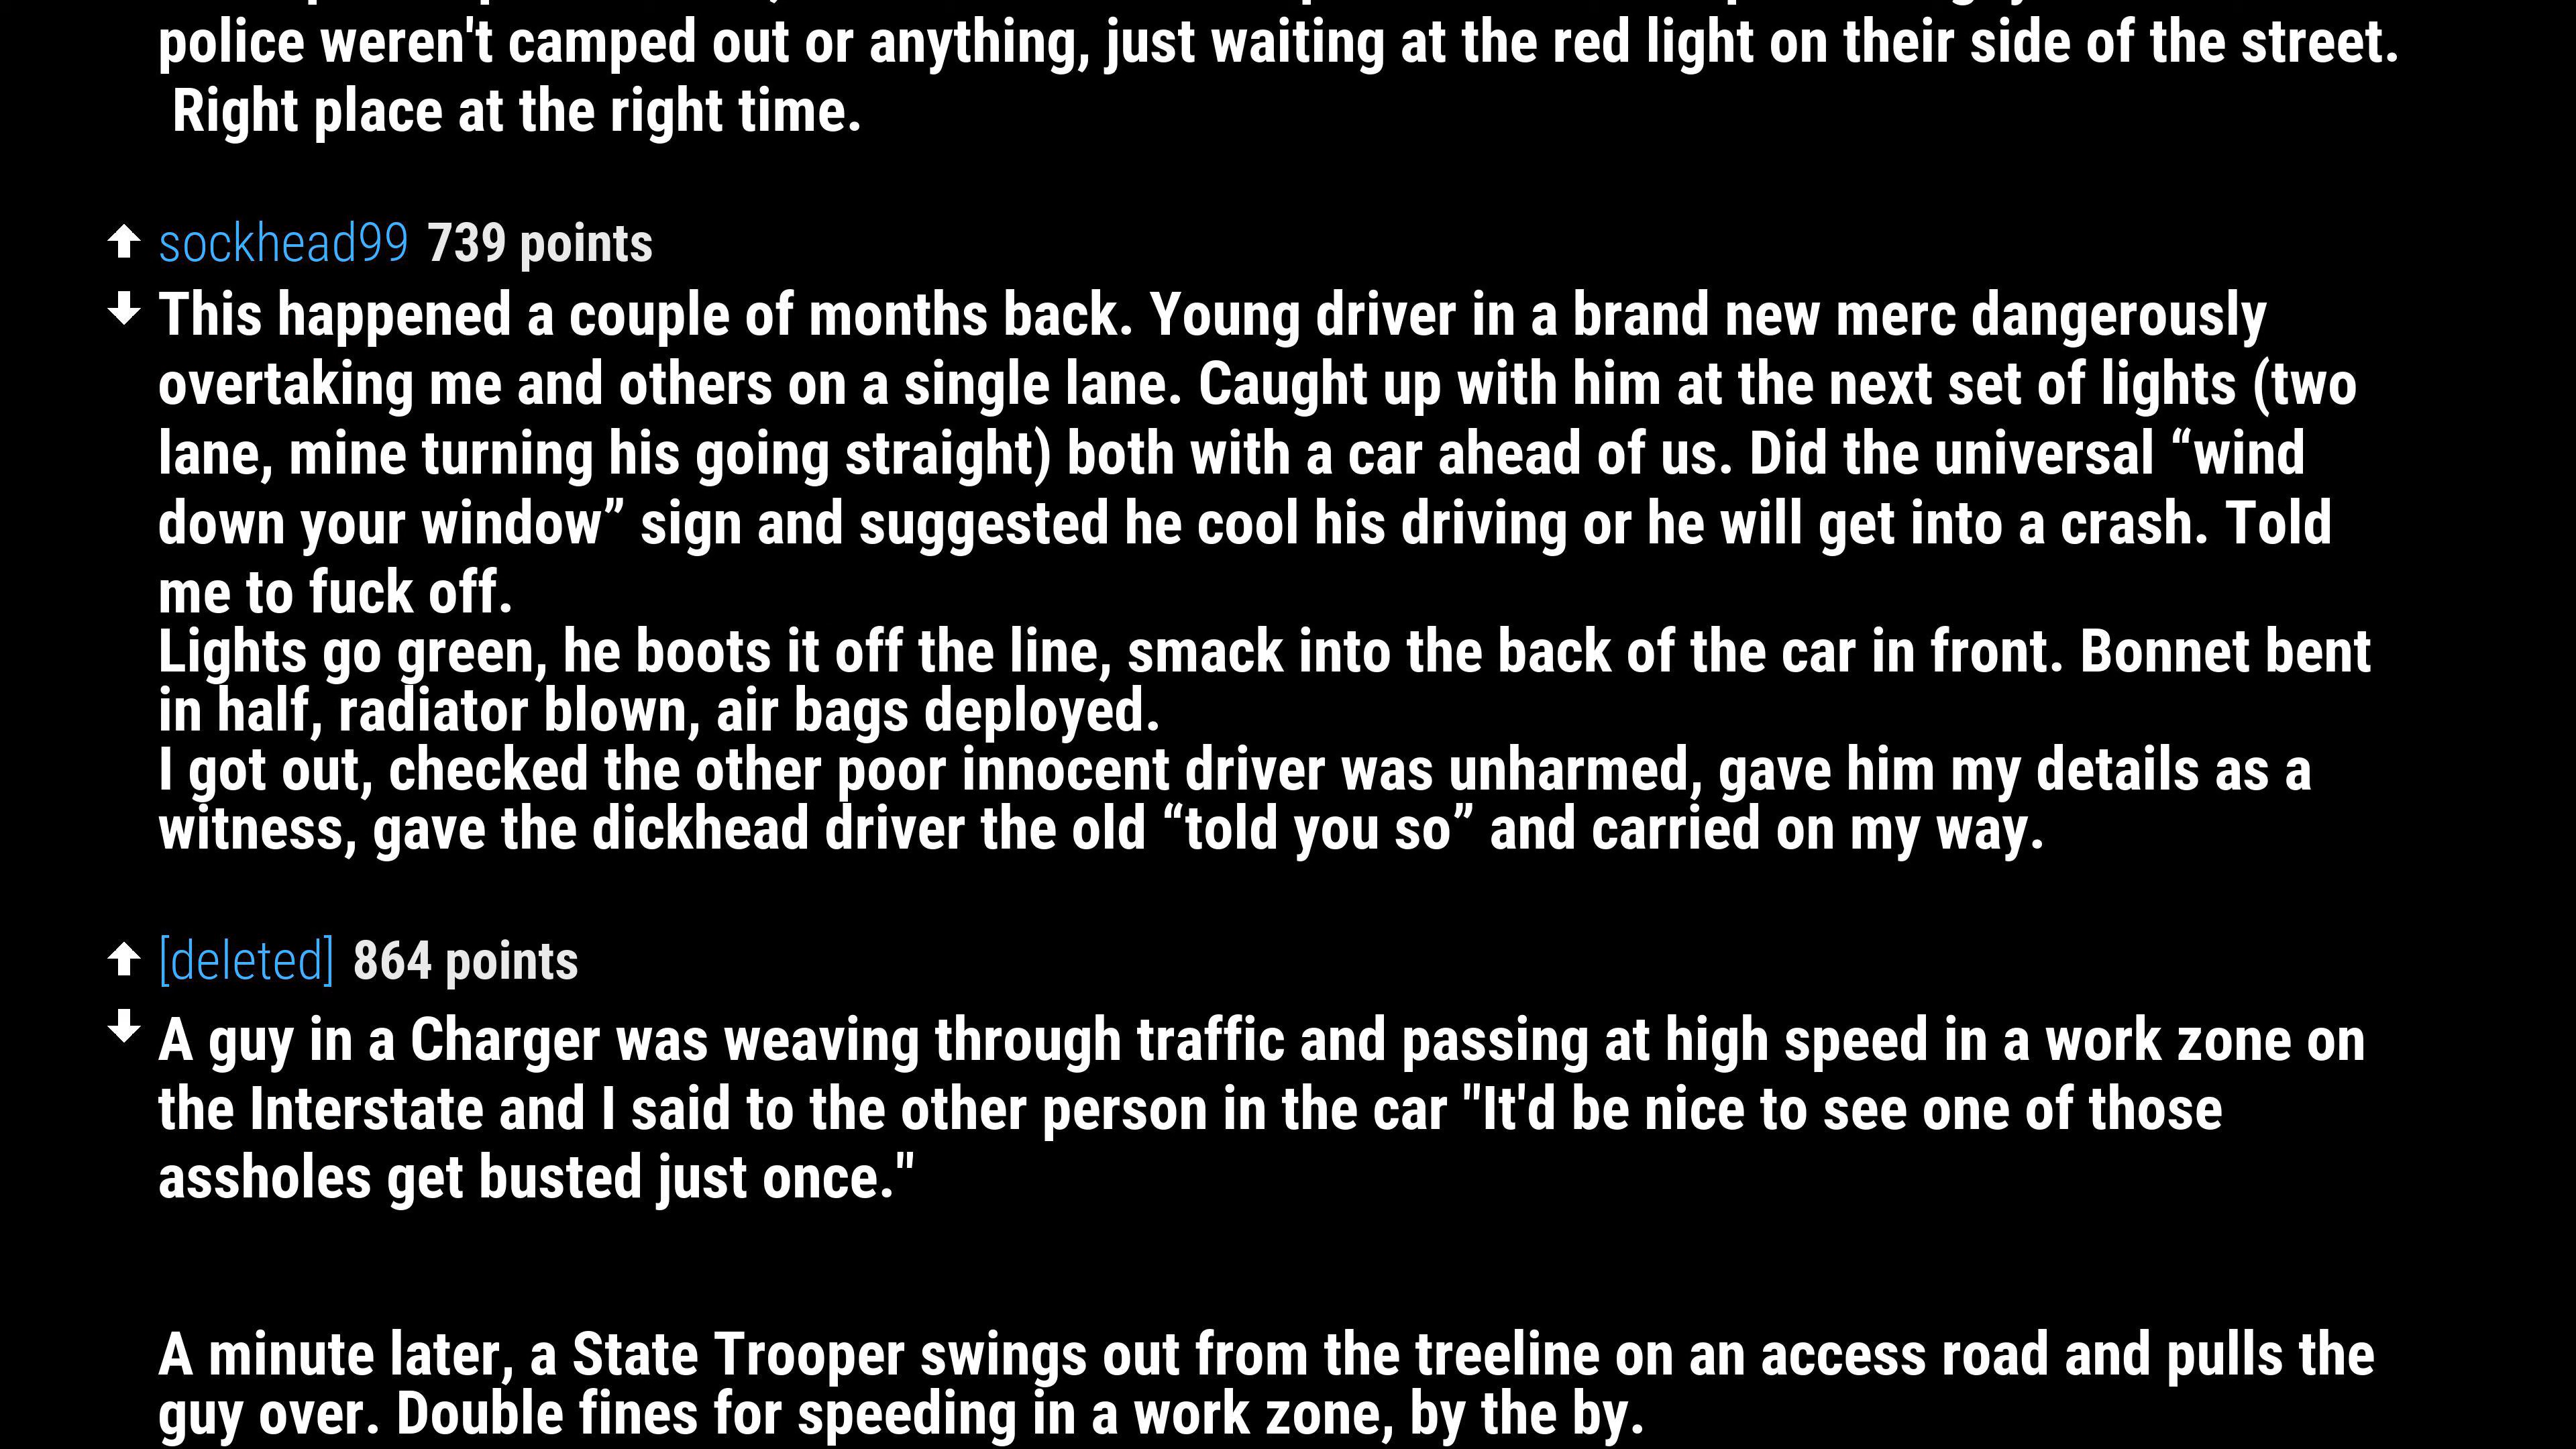 police weren't camped out or anything, just waiting at the red light on their side of the street.
Right place at the right time.
sockhead99 739 points
This happened a couple of months back. Young driver in a brand new merc dangerously
overtaking me and others on a single lane. Caught up with him at the next set of lights (two
lane, mine turning his going straight) both with a car ahead of us. Did the universal “wind
down your window” sign and suggested he cool his driving or he will get into a crash. Told
me to fuck off.
Lights go green, he boots it off the line, smack into the back of the car in front. Bonnet bent
in half, radiator blown, air bags deployed.
I got out, checked the other poor innocent driver was unharmed, gave him my details as a
witness, gave the dickhead driver the old “told you so” and carried on my way.
[deleted] 864 points
A guy in a Charger was weaving through traffic and passing at high speed in a work zone on
the Interstate and I said to the other person in the car "It'd be nice to see one of those
assholes get busted just once."
A minute later, a State Trooper swings out from the treeline on an access road and pulls the
guy over. Double fines for speeding in a work zone, by the by.